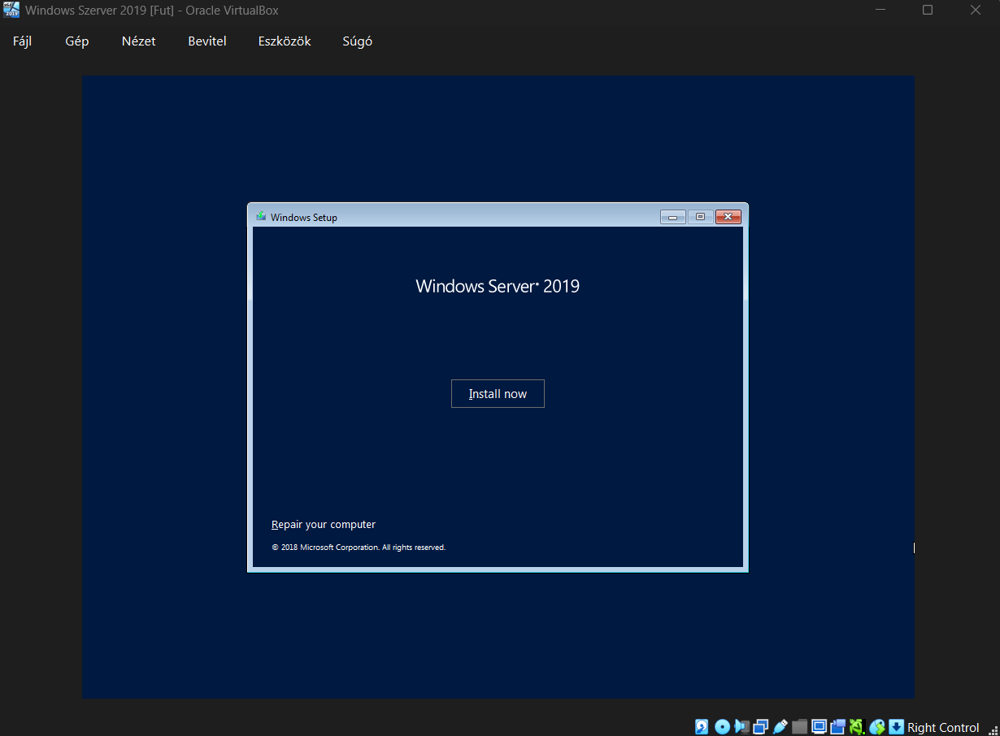 Windows Szerver 2019 [Fut] - Oracle VirtualBox
Fájl Gép Nézet Bevitel Eszközök Súgó
Windows Setup
Windows Server® 2019
Install now
Repair your computer
© 2018 Microsoft Corporation. All rights reserved.
Right Control